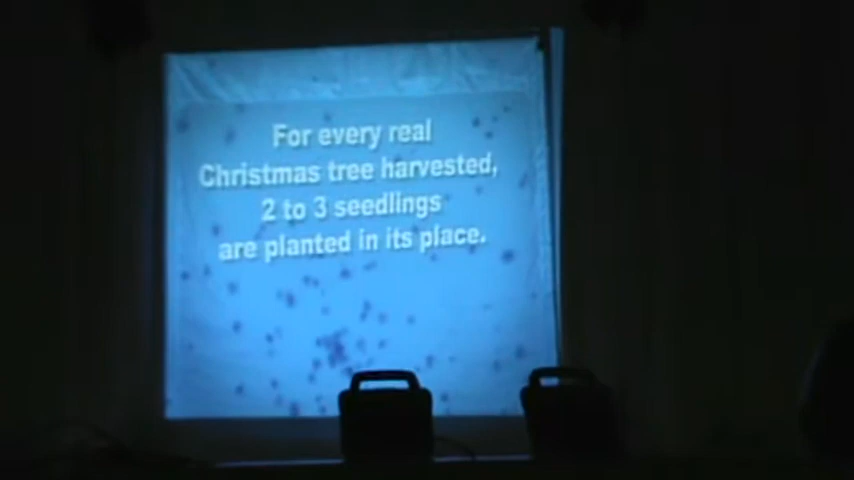 For every real
Christmas tree harvested,
2 to 3 seedlings
are planted in its place.